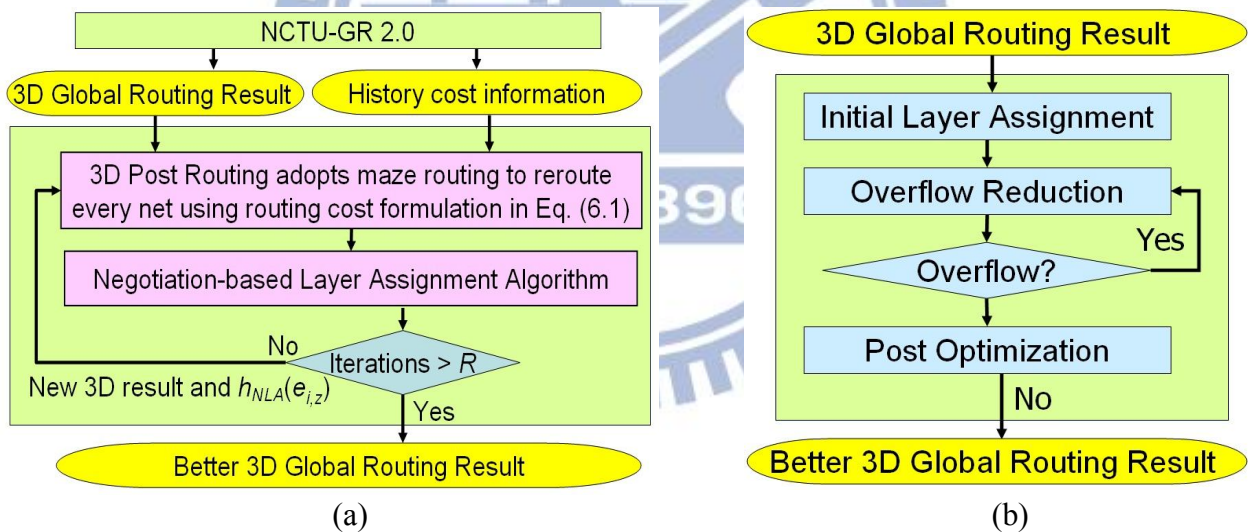 NCTU-GR 2.0
3D Global Routing Result
History cost information
3D Post Routing adopts maze routing to reroute
every net using routing cost formulation in Eq. (6.1)
Negotiation-based Layer Assignment Algorithm
No
Iterations > R
New 3D result and hNLA(ei,z)
Yes
Better 3D Global Routing Result
(a)
3D Global Routing Result
Initial Layer Assignment
Overflow Reduction
Yes
Overflow?
Post Optimization
No
Better 3D Global Routing Result
(b)
896